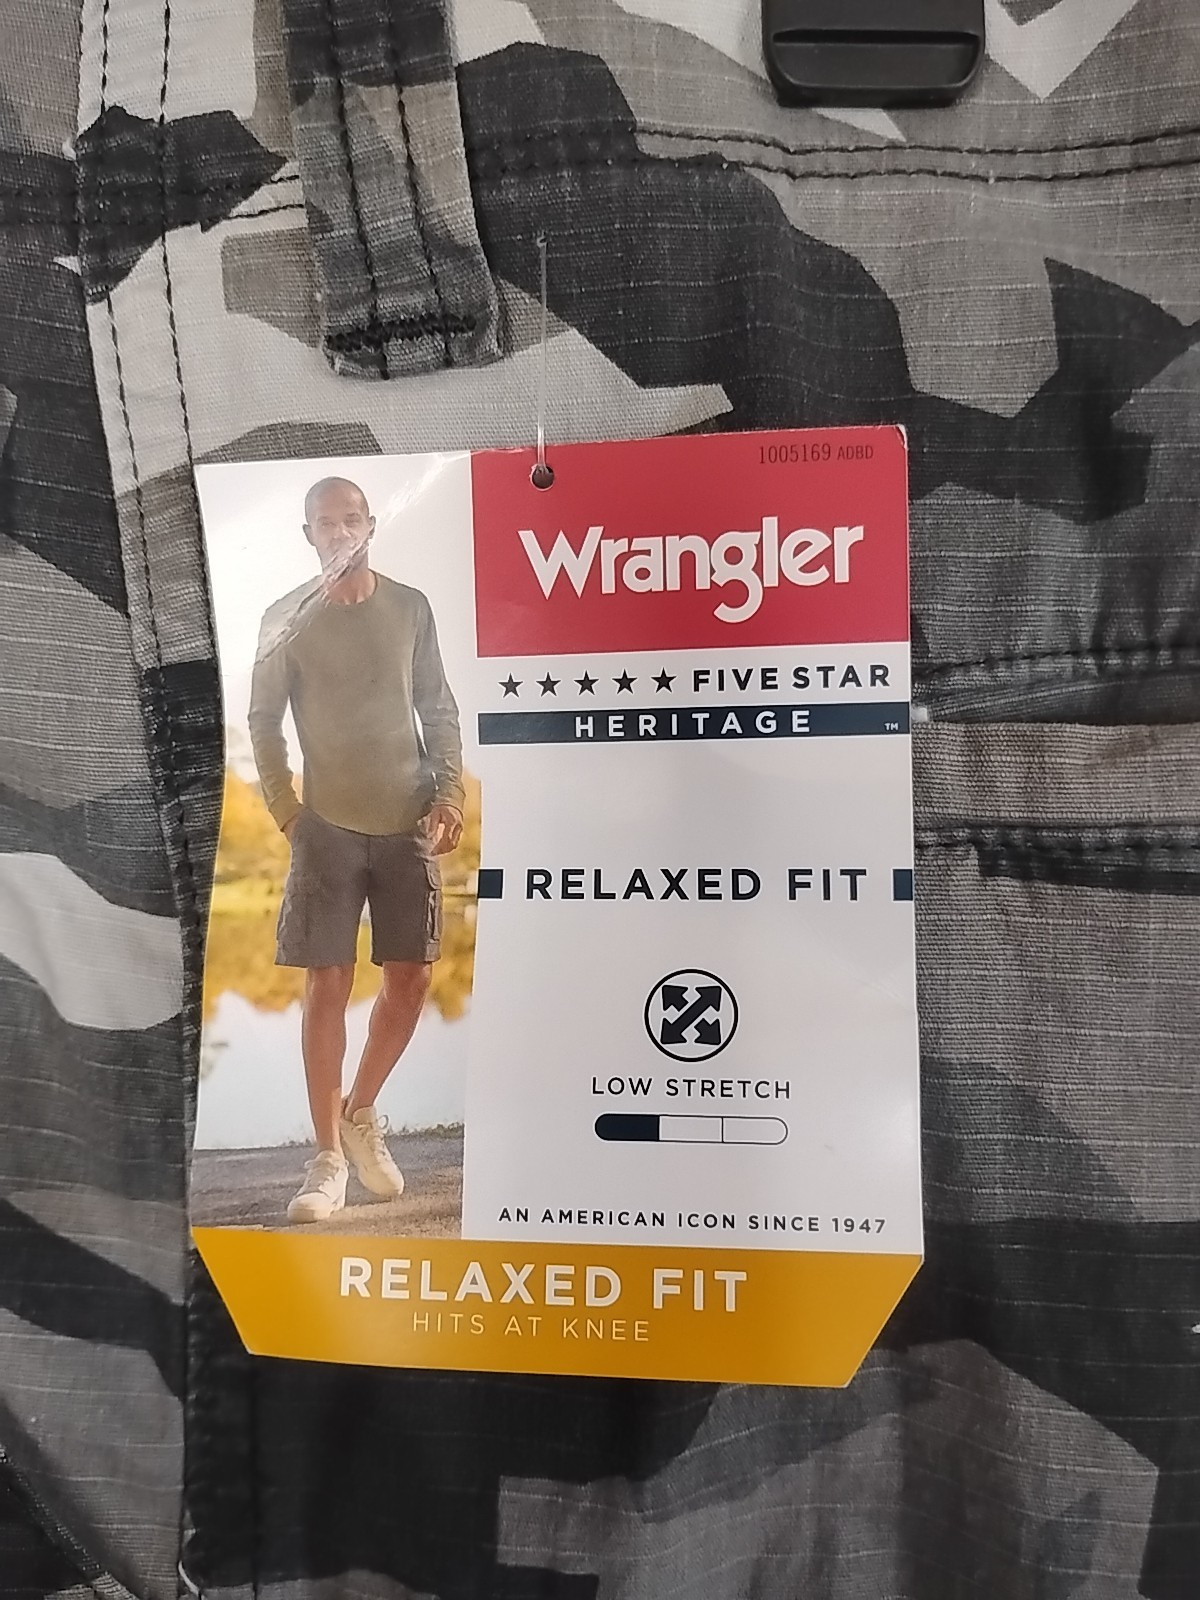 1005169 ADBD
Wrangler
★★★★★ FIVE STAR
HERITAGE ™
RELAXED FIT
LOW STRETCH
AN AMERICAN ICON SINCE 1947
RELAXED FIT
HITS AT KNEE